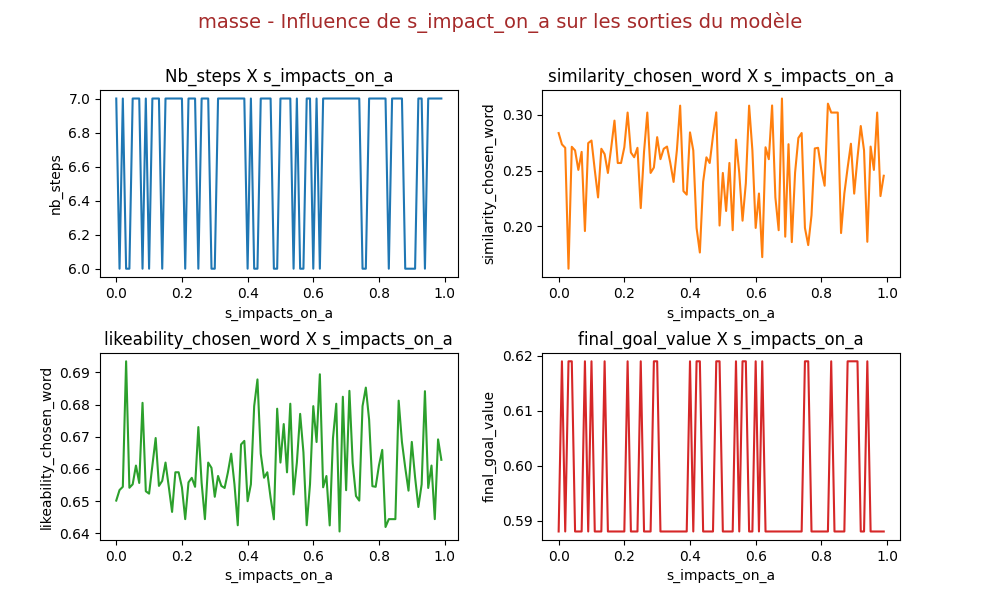 masse - Influence de s_impact_on_a sur les sorties du modèle
Nb_steps X s_impacts_on_a
nb_steps
7.0
6.8
6.6
6.4
6.2
6.0
0.0 0.2 0.4 0.6 0.8 1.0
s_impacts_on_a
similarity_chosen_word X s_impacts_on_a
similarity_chosen_word
0.30
0.25
0.20
0.0 0.2 0.4 0.6 0.8 1.0
s_impacts_on_a
likeability_chosen_word X s_impacts_on_a
likeability_chosen_word
0.69
0.68
0.67
0.66
0.65
0.64
0.0 0.2 0.4 0.6 0.8 1.0
s_impacts_on_a
final_goal_value X s_impacts_on_a
final_goal_value
0.62
0.61
0.60
0.59
0.0 0.2 0.4 0.6 0.8 1.0
s_impacts_on_a